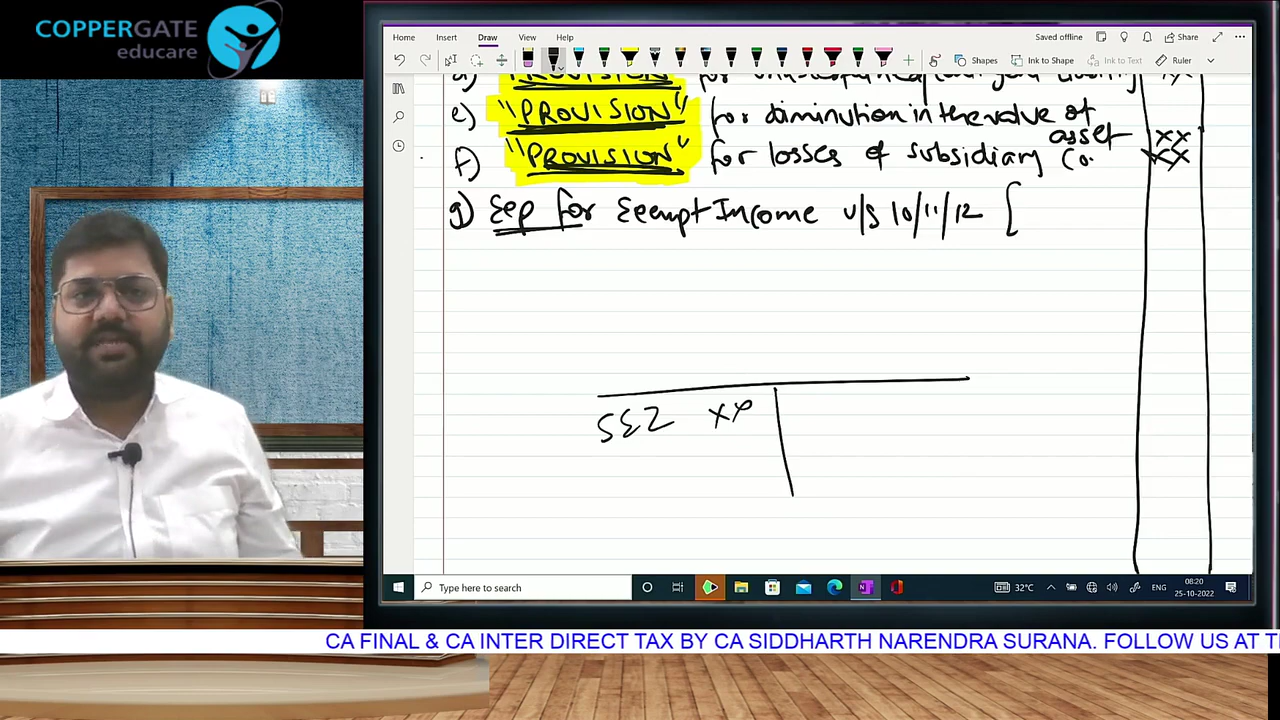 COPPERGATE
educare
Home Insert Draw View Help
Saved offline
Share
Shapes
Ink to Shape
Ink to Text
Ruler
"PROVISION" for
e) "PROVISION" for diminution in the value of
asset xx
f) "PROVISION" for losses of subsidiary Co. xx
g) Exp for Exempt Income u/s 10/11/12 [
SEZ xx
Type here to search
32°C
ENG
08:20
25-10-2022
CA FINAL & CA INTER DIRECT TAX BY CA SIDDHARTH NARENDRA SURANA. FOLLOW US AT T